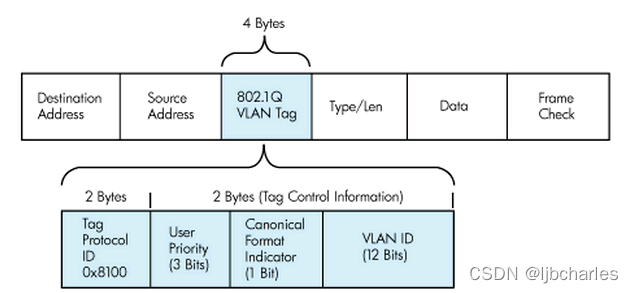 4 Bytes
Destination
Address
Source
Address
802.1Q
VLAN Tag
Type/Len
Data
Frame
Check
2 Bytes
2 Bytes (Tag Control Information)
Tag
Protocol
ID
0x8100
User
Priority
(3 Bits)
Canonical
Format
Indicator
(1 Bit)
VLAN ID
(12 Bits)
CSDN @ljbcharles